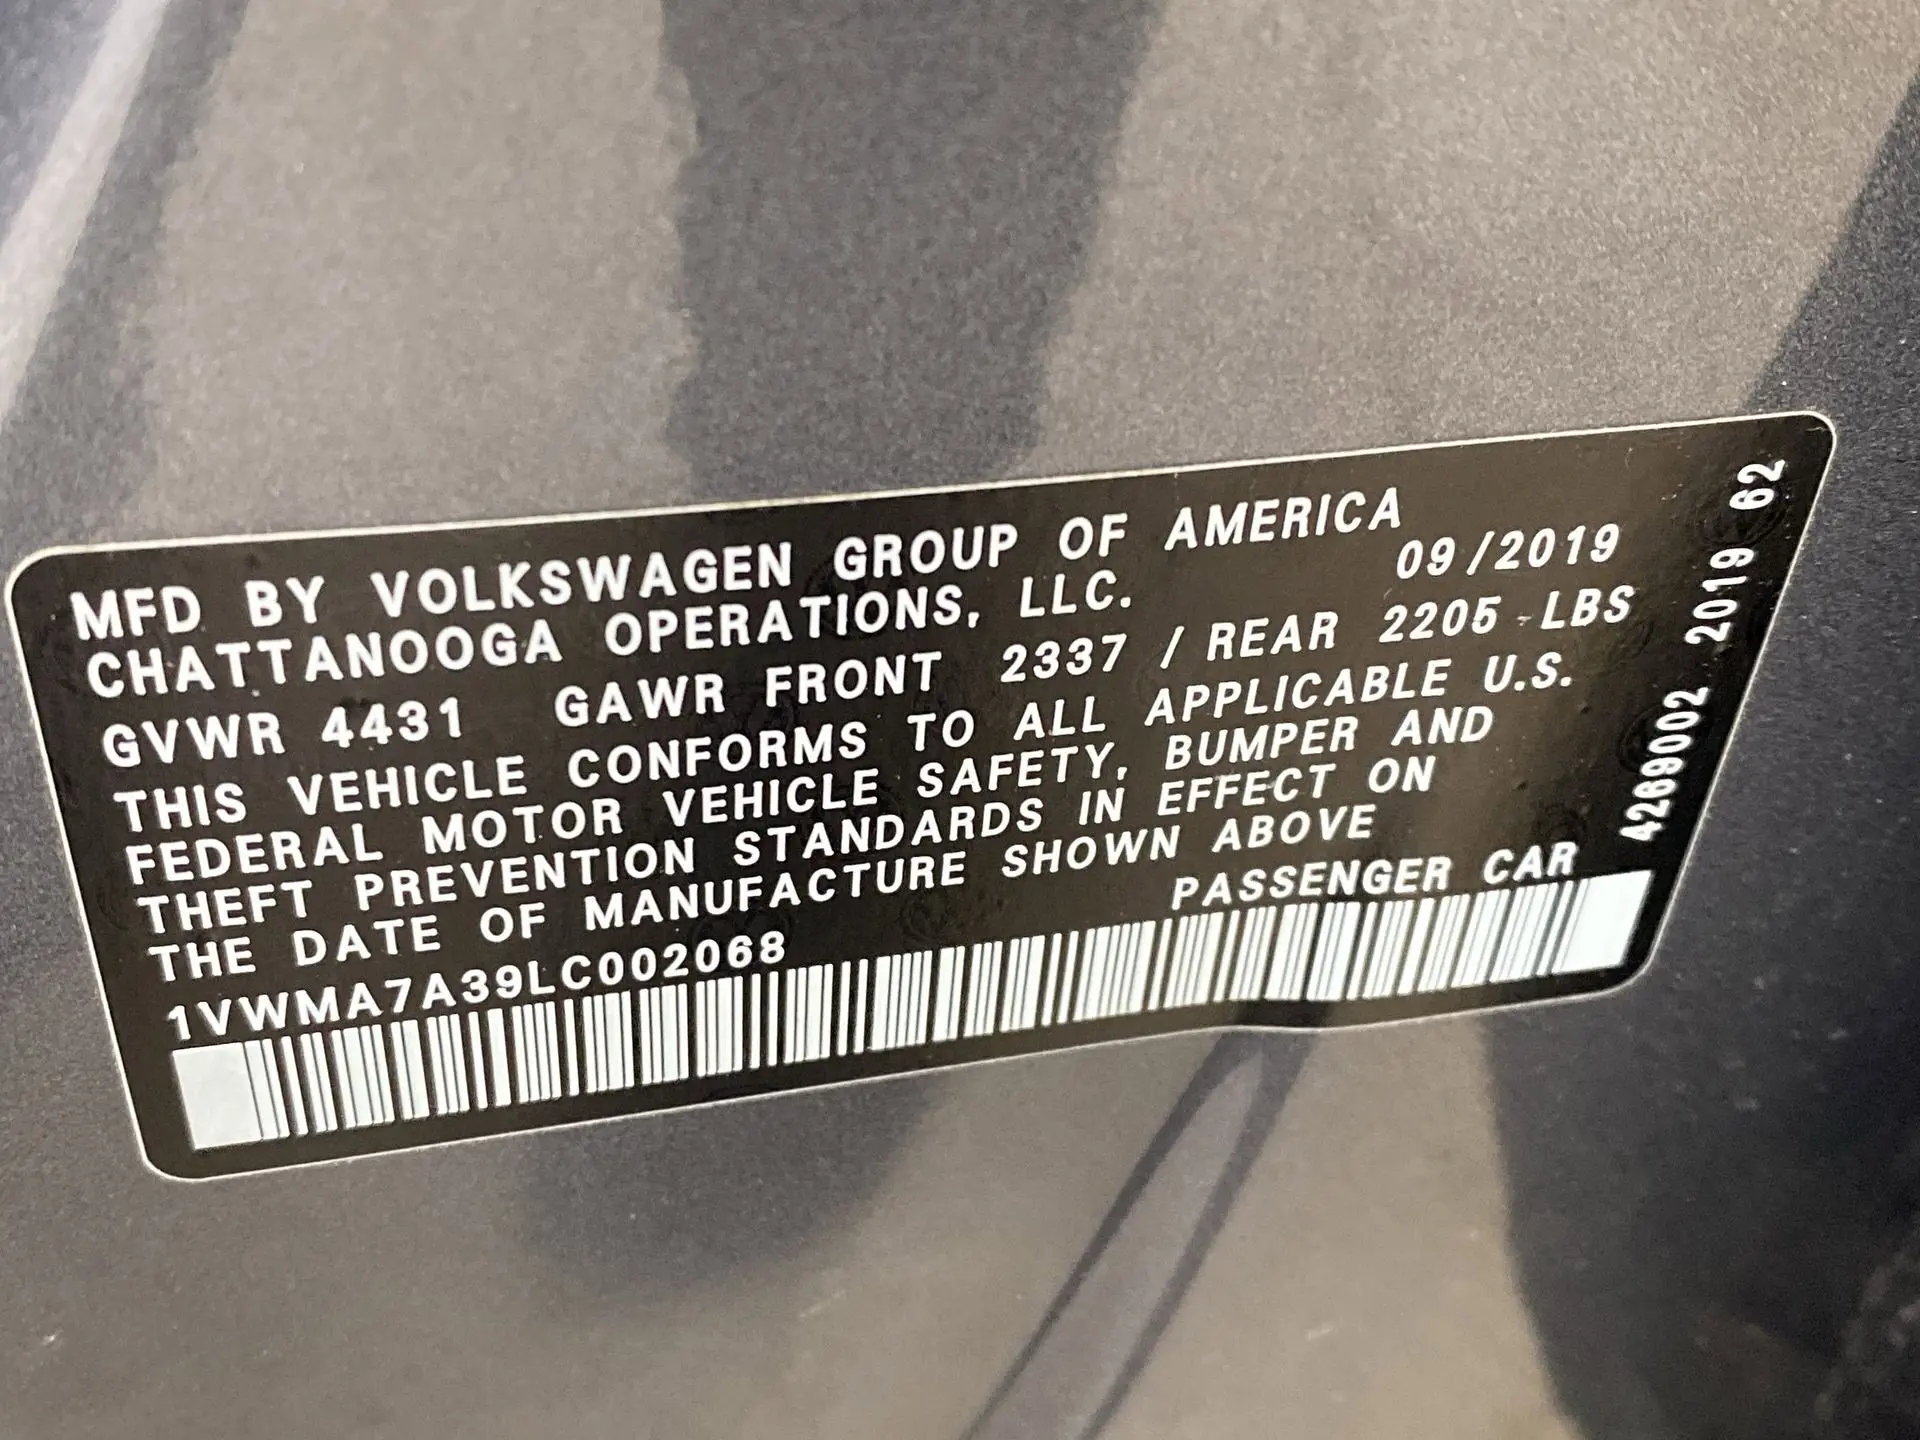 MFD BY VOLKSWAGEN GROUP OF AMERICA
CHATTANOOGA OPERATIONS, LLC. 09/2019
GVWR 4431 GAWR FRONT 2337 / REAR 2205 LBS
THIS VEHICLE CONFORMS TO ALL APPLICABLE U.S.
FEDERAL MOTOR VEHICLE SAFETY, BUMPER AND
THEFT PREVENTION STANDARDS IN EFFECT ON
THE DATE OF MANUFACTURE SHOWN ABOVE
1VWMA7A39LC002068 PASSENGER CAR
4269002 2019 62